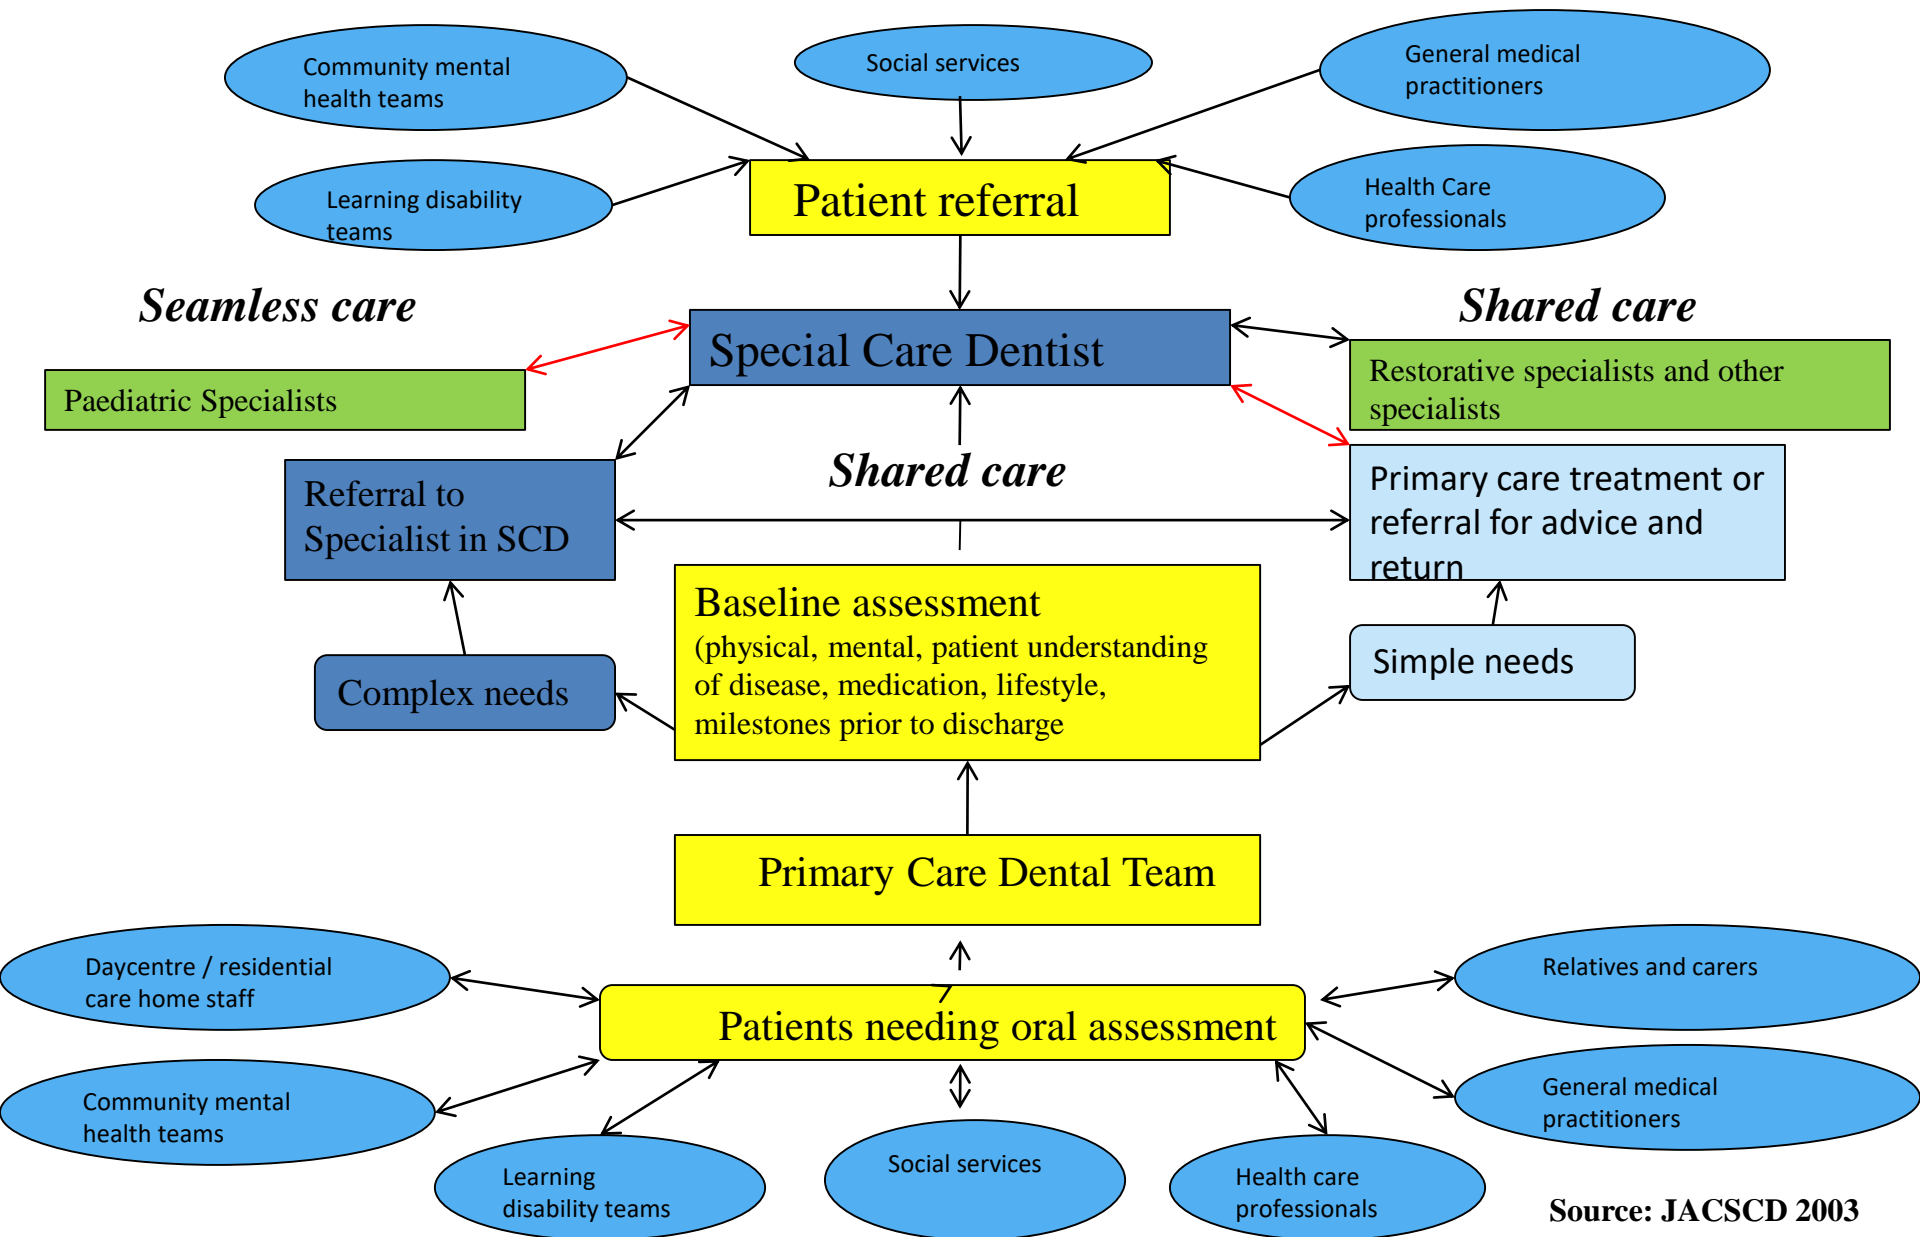 Community mental
health teams
Social services
General medical
practitioners
Learning disability
teams
Patient referral
Health Care
professionals
Seamless care
Shared care
Special Care Dentist
Paediatric Specialists
Restorative specialists and other
specialists
Referral to
Specialist in SCD
Shared care
Primary care treatment or
referral for advice and
return
Baseline assessment
(physical, mental, patient understanding
of disease, medication, lifestyle,
milestones prior to discharge
Complex needs
Simple needs
Primary Care Dental Team
Daycentre / residential
care home staff
Relatives and carers
Patients needing oral assessment
Community mental
health teams
General medical
practitioners
Learning
disability teams
Social services
Health care
professionals
Source: JACSCD 2003